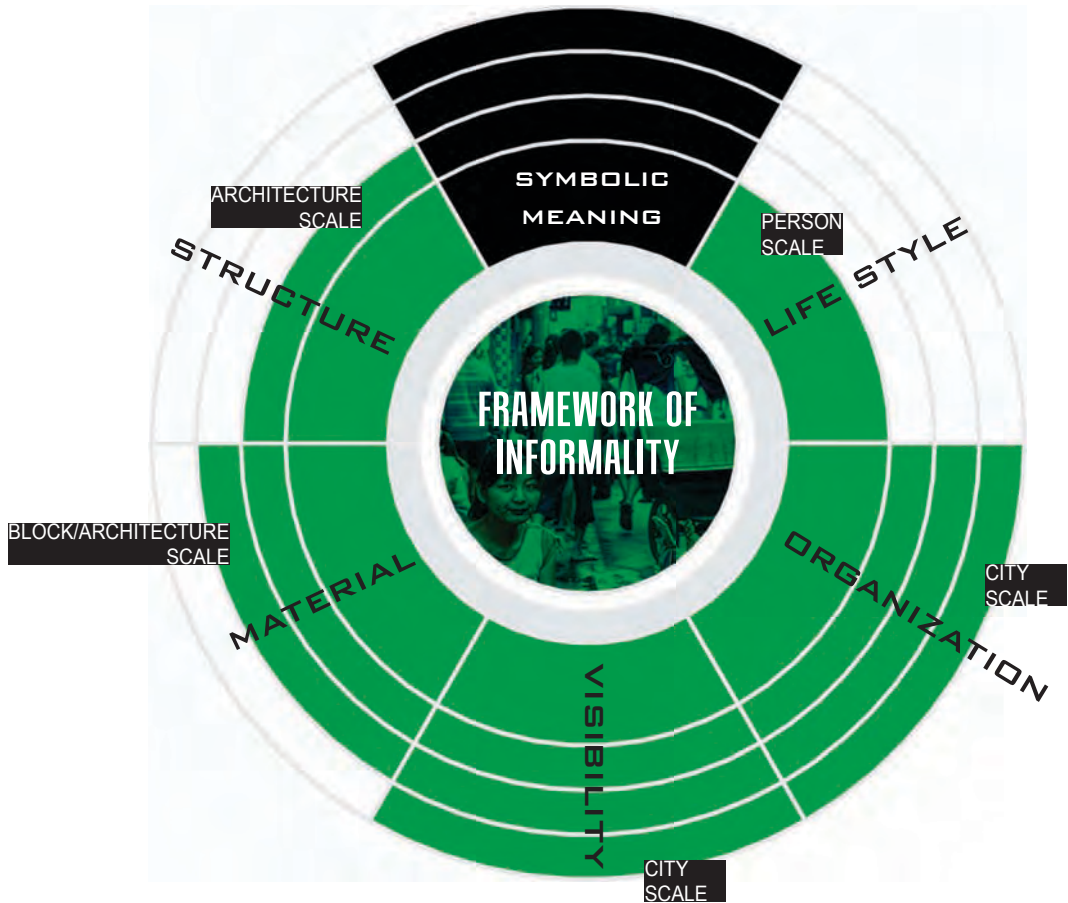 SYMBOLIC
MEANING
ARCHITECTURE
SCALE
STRUCTURE
PERSON
SCALE
LIFE STYLE
FRAMEWORK OF
INFORMALITY
BLOCK/ARCHITECTURE
SCALE
MATERIAL
ORGANIZATION
CITY
SCALE
VISIBILITY
CITY
SCALE